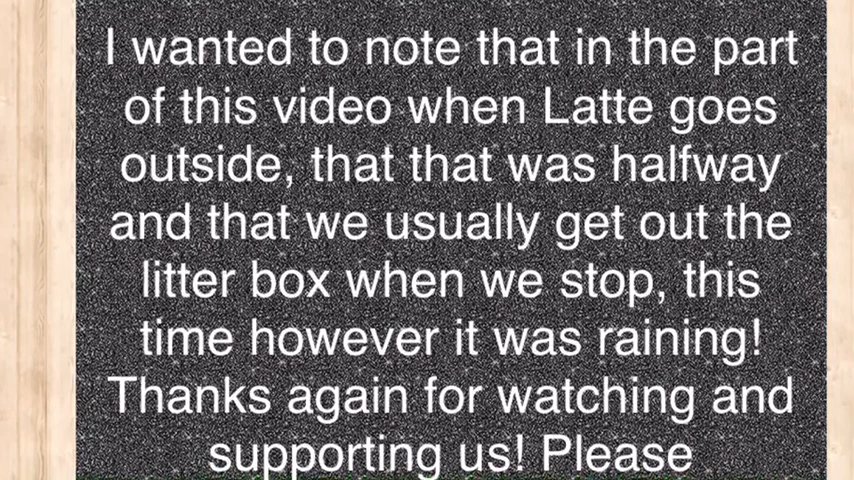 I wanted to note that in the part
of this video when Latte goes
outside, that that was halfway
and that we usually get out the
litter box when we stop, this
time however it was raining!
Thanks again for watching and
supporting us! Please